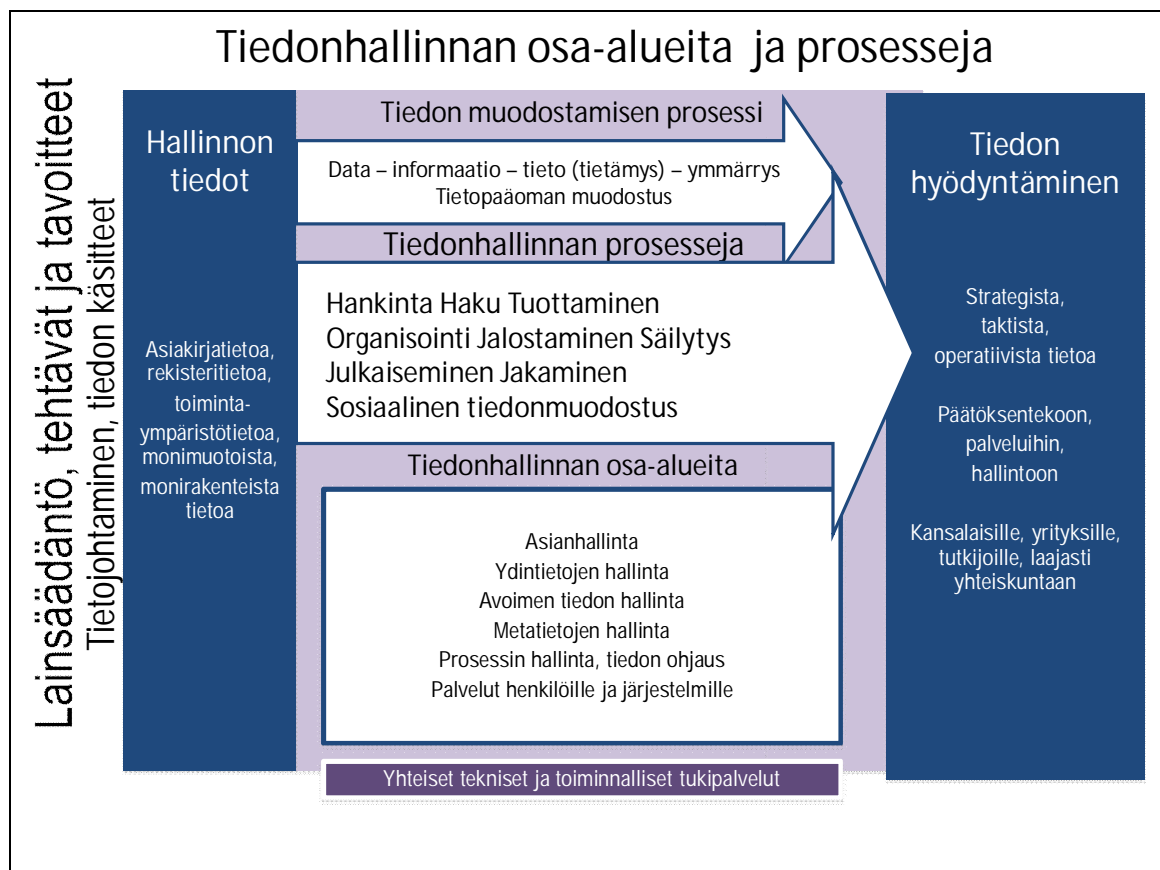 Tiedonhallinnan osa-alueita ja prosesseja
Lainsäädäntö, tehtävät ja tavoitteet
Tietojohtaminen, tiedon käsitteet
Hallinnon
tiedot
Asiakirjatietoa,
rekisteritietoa,
toiminta-
ympäristötietoa,
monimuotoista,
monirakenteista
tietoa
Tiedon muodostamisen prosessi
Data – informaatio – tieto (tietämys) – ymmärrys
Tietopaäoman muodostus
Tiedonhallinnan prosesseja
Hankinta Haku Tuottaminen
Organisointi Jalostaminen Säilytys
Julkaiseminen Jakaminen
Sosiaalinen tiedonmuodostus
Tiedonhallinnan osa-alueita
Asianhallinta
Ydintietojen hallinta
Avoimen tiedon hallinta
Metatietojen hallinta
Prosessin hallinta, tiedon ohjaus
Palvelut henkilöille ja järjestelmille
Yhteiset tekniset ja toiminnalliset tukipalvelut
Tiedon
hyödyntäminen
Strategista,
taktista,
operatiivista tietoa
Päätöksentekoon,
palveluihin,
hallintoon
Kansalaisille, yrityksille,
tutkijoille, laajasti
yhteiskuntaan